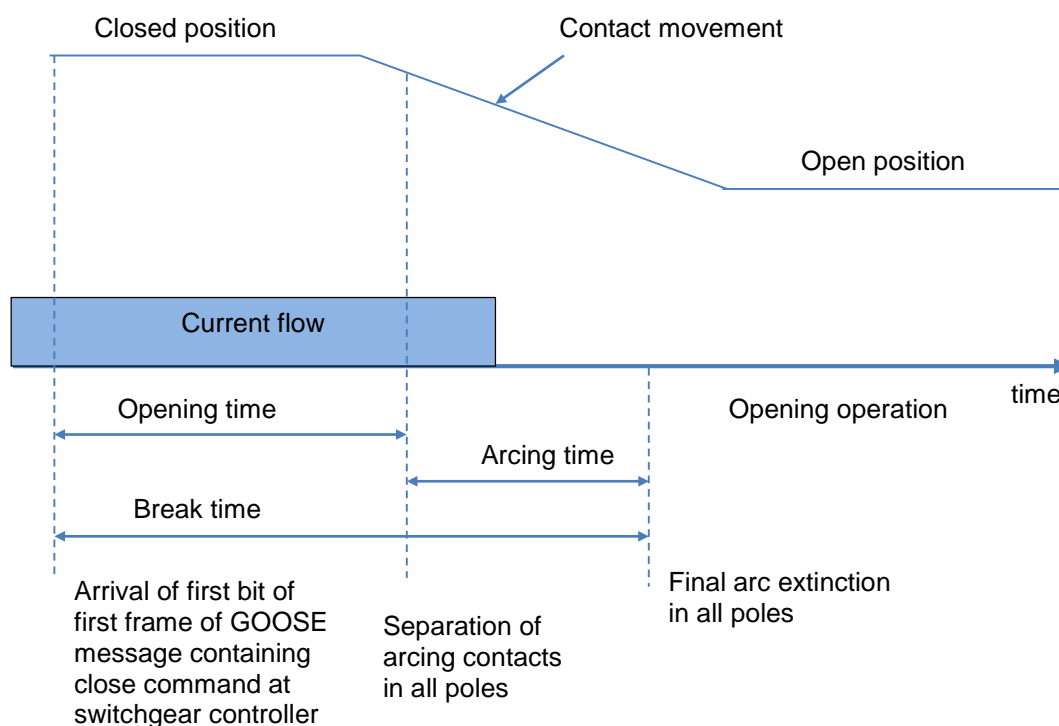 Closed position
Contact movement
Open position
Current flow
time
Opening time
Opening operation
Arcing time
Break time
Arrival of first bit of
first frame of GOOSE
message containing
close command at
switchgear controller
Separation of
arcing contacts
in all poles
Final arc extinction
in all poles